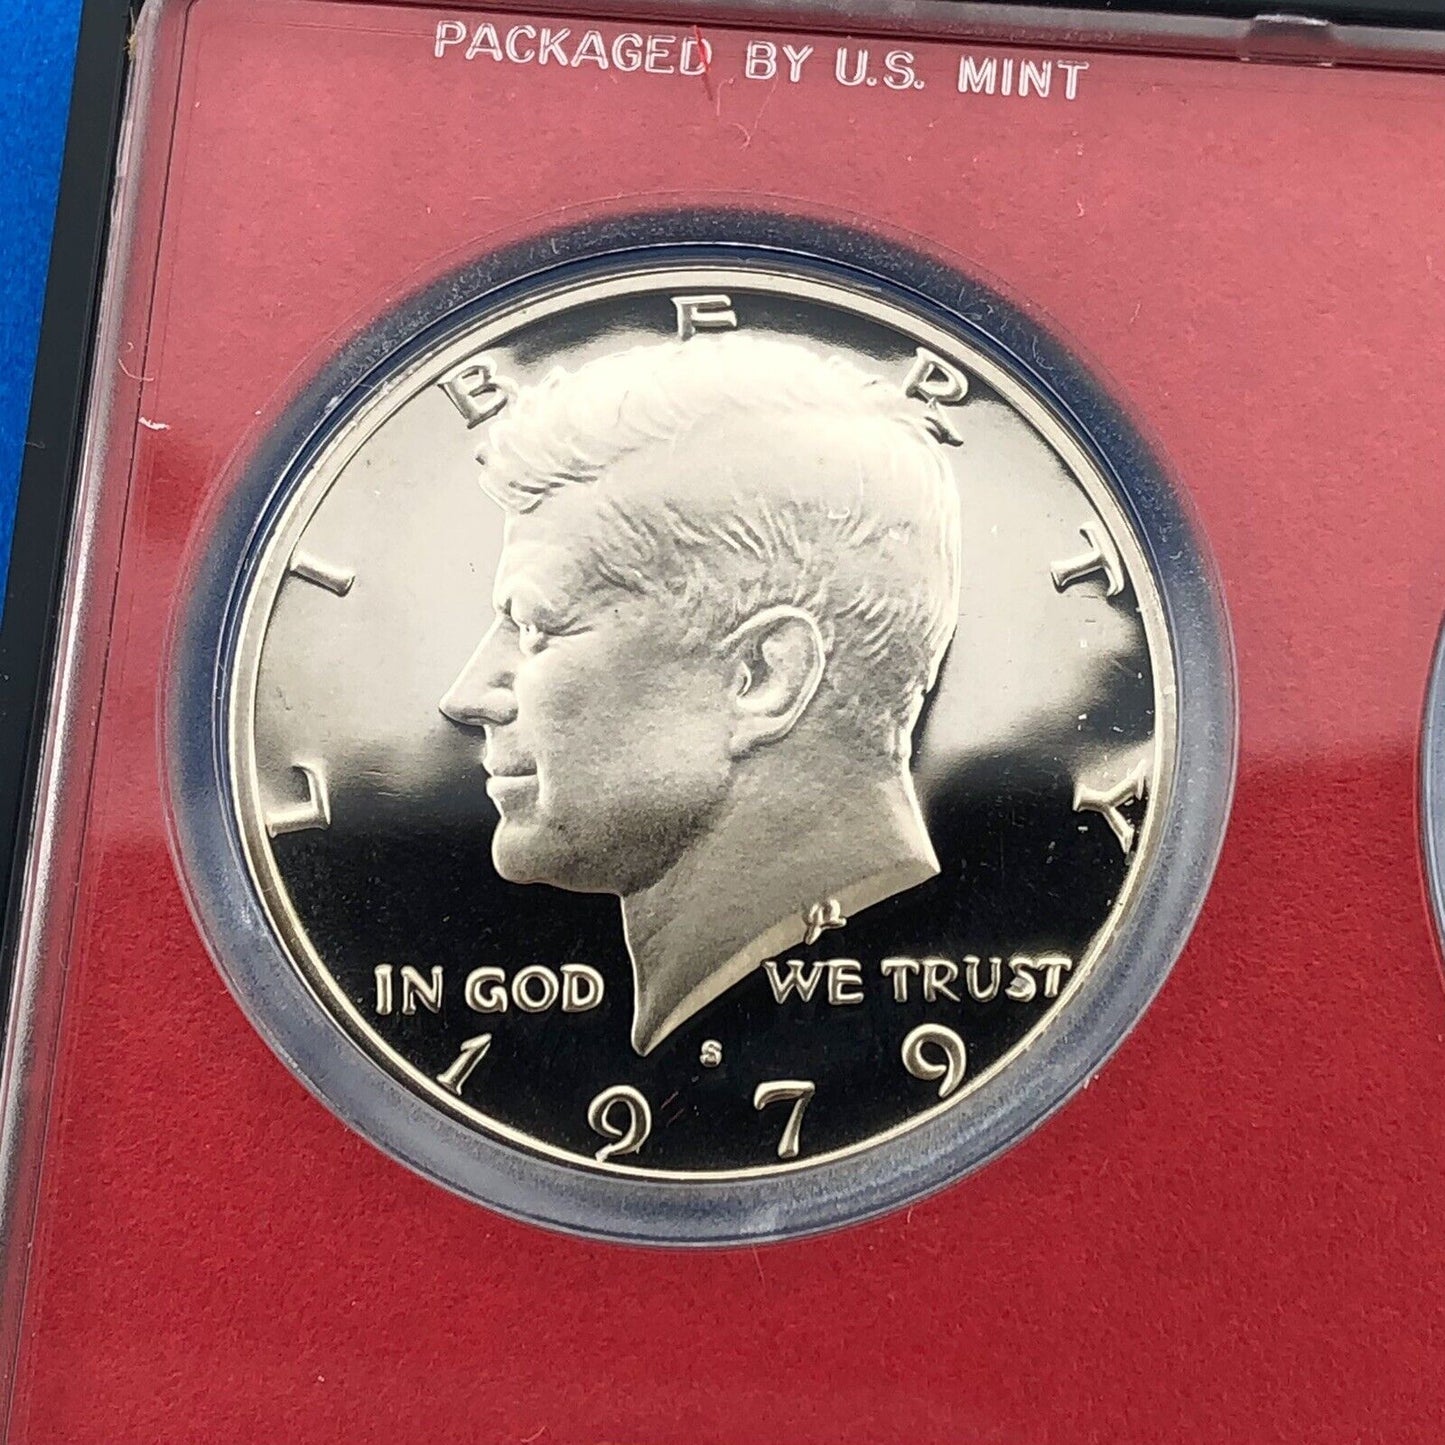 PACKAGED BY U.S. MINT
LIBERTY
IN GOD WE TRUST
S
1979